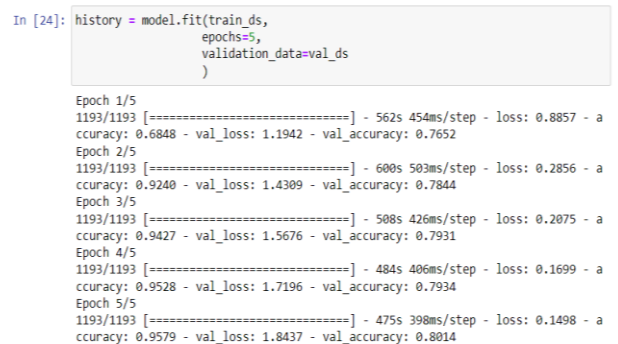 In [24]: history = model.fit(train_ds,
epochs=5,
validation_data=val_ds
)
Epoch 1/5
1193/1193 [==============================] - 562s 454ms/step - loss: 0.8857 - a
ccuracy: 0.6848 - val_loss: 1.1942 - val_accuracy: 0.7652
Epoch 2/5
1193/1193 [==============================] - 600s 503ms/step - loss: 0.2856 - a
ccuracy: 0.9240 - val_loss: 1.4309 - val_accuracy: 0.7844
Epoch 3/5
1193/1193 [==============================] - 508s 426ms/step - loss: 0.2075 - a
ccuracy: 0.9427 - val_loss: 1.5676 - val_accuracy: 0.7931
Epoch 4/5
1193/1193 [==============================] - 484s 406ms/step - loss: 0.1699 - a
ccuracy: 0.9528 - val_loss: 1.7196 - val_accuracy: 0.7934
Epoch 5/5
1193/1193 [==============================] - 475s 398ms/step - loss: 0.1498 - a
ccuracy: 0.9579 - val_loss: 1.8437 - val_accuracy: 0.8014